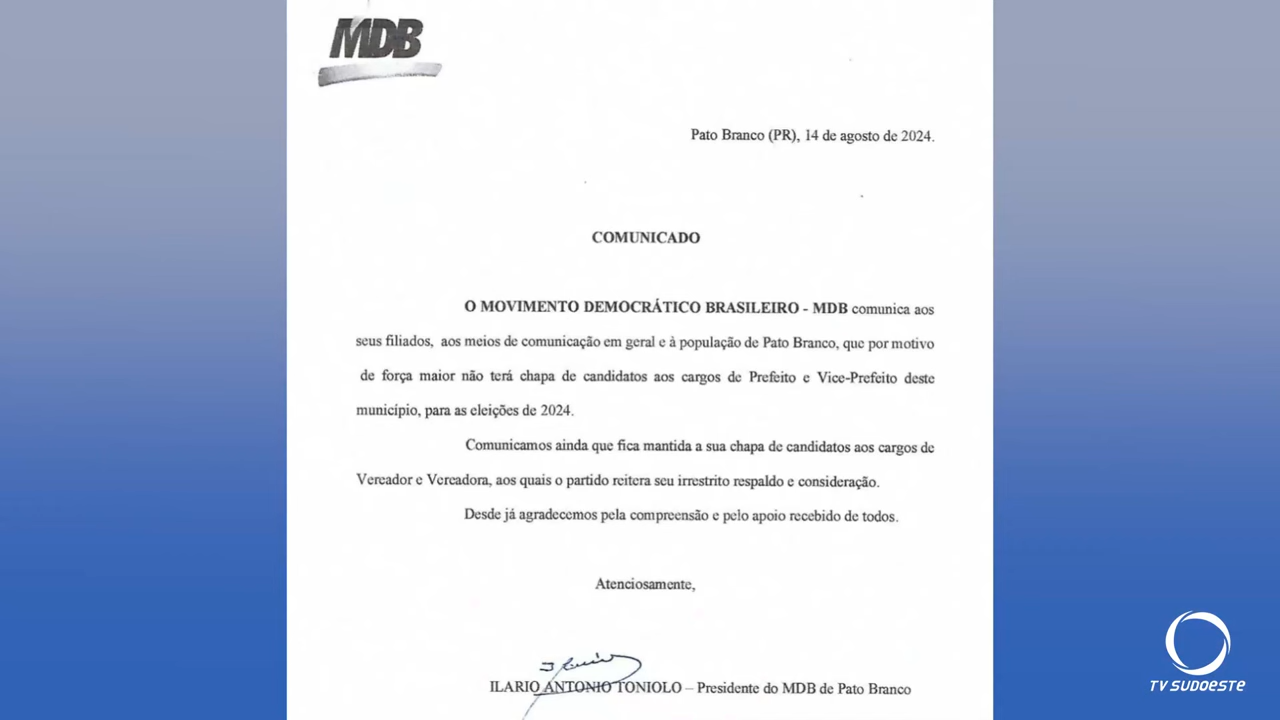 MDB
Pato Branco (PR), 14 de agosto de 2024.
COMUNICADO
O MOVIMENTO DEMOCRÁTICO BRASILEIRO - MDB comunica aos
seus filiados, aos meios de comunicação em geral e à população de Pato Branco, que por motivo
de força maior não terá chapa de candidatos aos cargos de Prefeito e Vice-Prefeito deste
município, para as eleições de 2024.
Comunicamos ainda que fica mantida a sua chapa de candidatos aos cargos de
Vereador e Vereadora, aos quais o partido reitera seu irrestrito respaldo e consideração.
Desde já agradecemos pela compreensão e pelo apoio recebido de todos.
Atenciosamente,
ILARIO ANTONIO TONIOLO – Presidente do MDB de Pato Branco
TV SUDOESTE